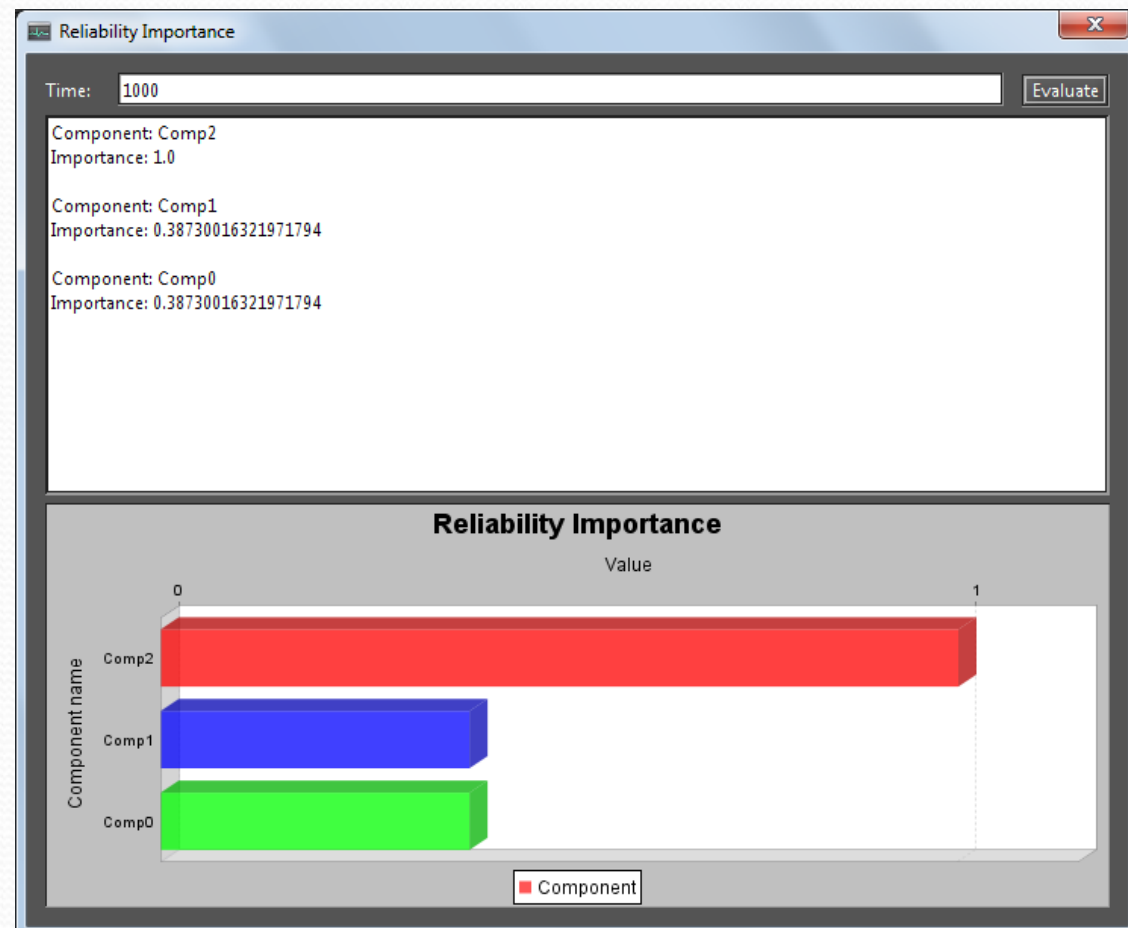 Reliability Importance
X
Time: 1000 Evaluate
Component: Comp2
Importance: 1.0
Component: Comp1
Importance: 0.38730016321971794
Component: Comp0
Importance: 0.38730016321971794
Reliability Importance
Value
0 1
Component name
Comp2
Comp1
Comp0
Component